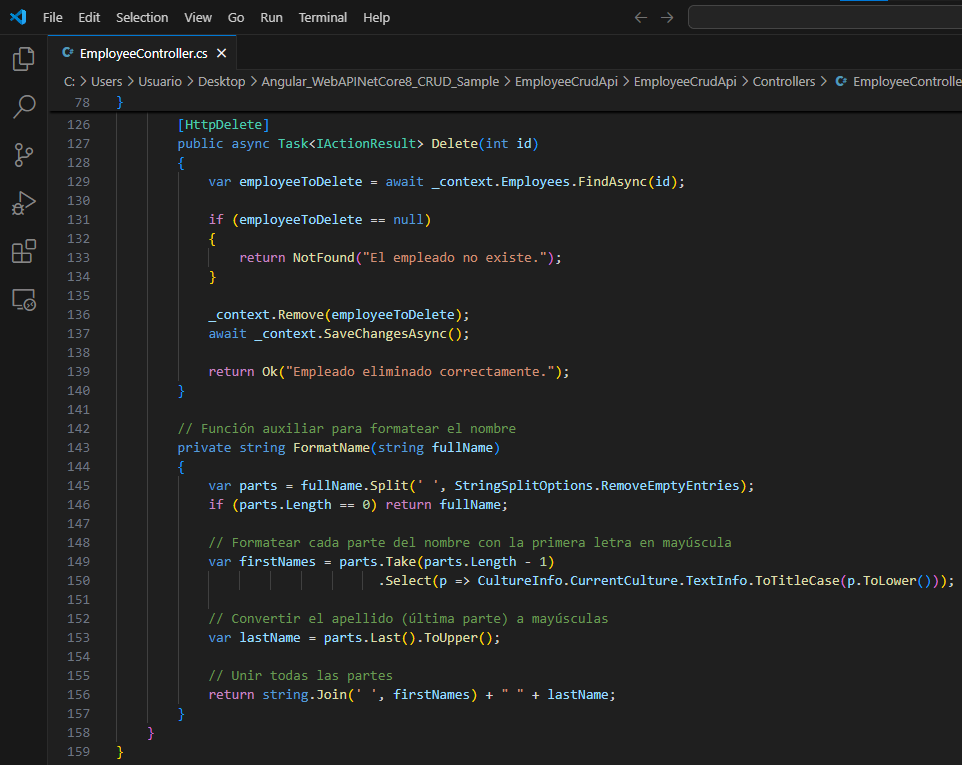 File Edit Selection View Go Run Terminal Help
EmployeeController.cs
C: > Users > Usuario > Desktop > Angular_WebAPINetCore8_CRUD_Sample > EmployeeCrudApi > EmployeeCrudApi > Controllers > EmployeeControlle
78 }
126 [HttpDelete]
127 public async Task<IActionResult> Delete(int id)
128 {
129 var employeeToDelete = await _context.Employees.FindAsync(id);
130
131 if (employeeToDelete == null)
132 {
133 return NotFound("El empleado no existe.");
134 }
135
136 _context.Remove(employeeToDelete);
137 await _context.SaveChangesAsync();
138
139 return Ok("Empleado eliminado correctamente.");
140 }
141
142 // Función auxiliar para formatear el nombre
143 private string FormatName(string fullName)
144 {
145 var parts = fullName.Split(' ', StringSplitOptions.RemoveEmptyEntries);
146 if (parts.Length == 0) return fullName;
147
148 // Formatear cada parte del nombre con la primera letra en mayúscula
149 var firstNames = parts.Take(parts.Length - 1)
150 .Select(p => CultureInfo.CurrentCulture.TextInfo.ToTitleCase(p.ToLower()));
151
152 // Convertir el apellido (última parte) a mayúsculas
153 var lastName = parts.Last().ToUpper();
154
155 // Unir todas las partes
156 return string.Join(' ', firstNames) + " " + lastName;
157 }
158 }
159 }